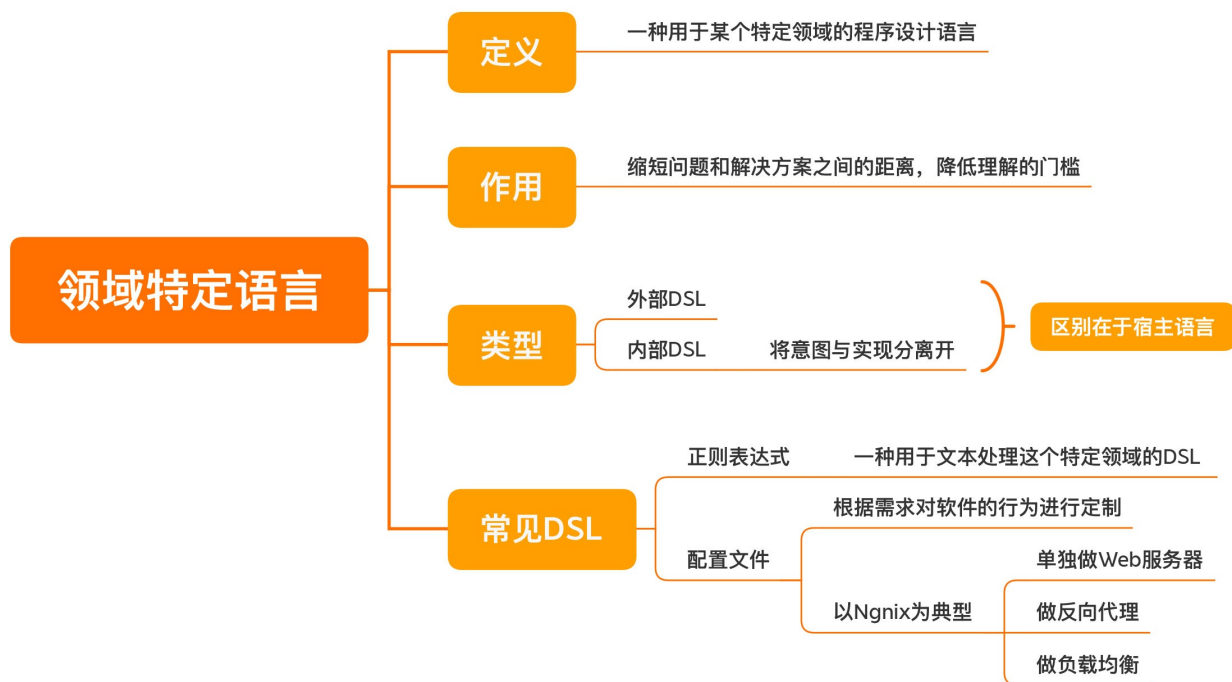 领域特定语言
定义
一种用于某个特定领域的程序设计语言
作用
缩短问题和解决方案之间的距离，降低理解的门槛
类型
外部DSL
内部DSL
将意图与实现分离开
区别在于宿主语言
常见DSL
正则表达式
一种用于文本处理这个特定领域的DSL
配置文件
根据需求对软件的行为进行定制
以Ngnix为典型
单独做Web服务器
做反向代理
做负载均衡